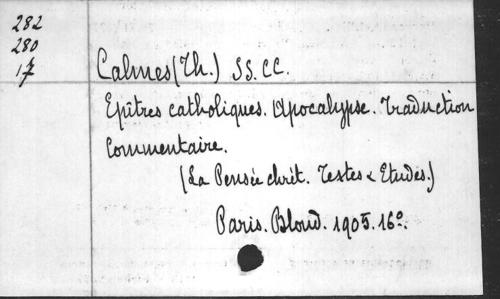 282
280
17
Calmes (Th.) SS. CC.
Epîtres catholiques. Apocalypse. Traduction
Commentaire.
(La Pensée chrét. Textes & Etudes.)
Paris. Bloud. 1905. 16º.